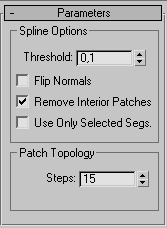 - Parameters
Spline Options
Threshold: 0,1
Flip Normals
Remove Interior Patches
Use Only Selected Segs.
Patch Topology
Steps: 15